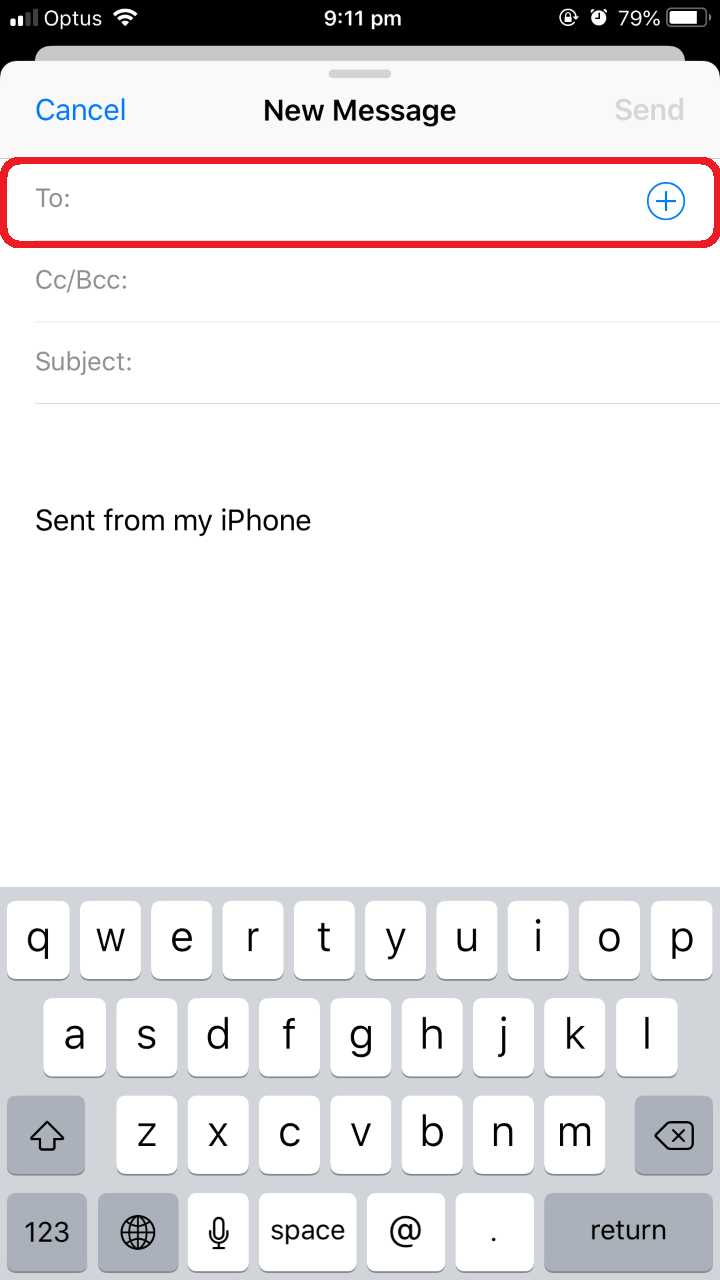 Optus 9:11 pm 79%
Cancel New Message Send
To:
Cc/Bcc:
Subject:
Sent from my iPhone
q w e r t y u i o p
a s d f g h j k l
z x c v b n m
123 space @ . return